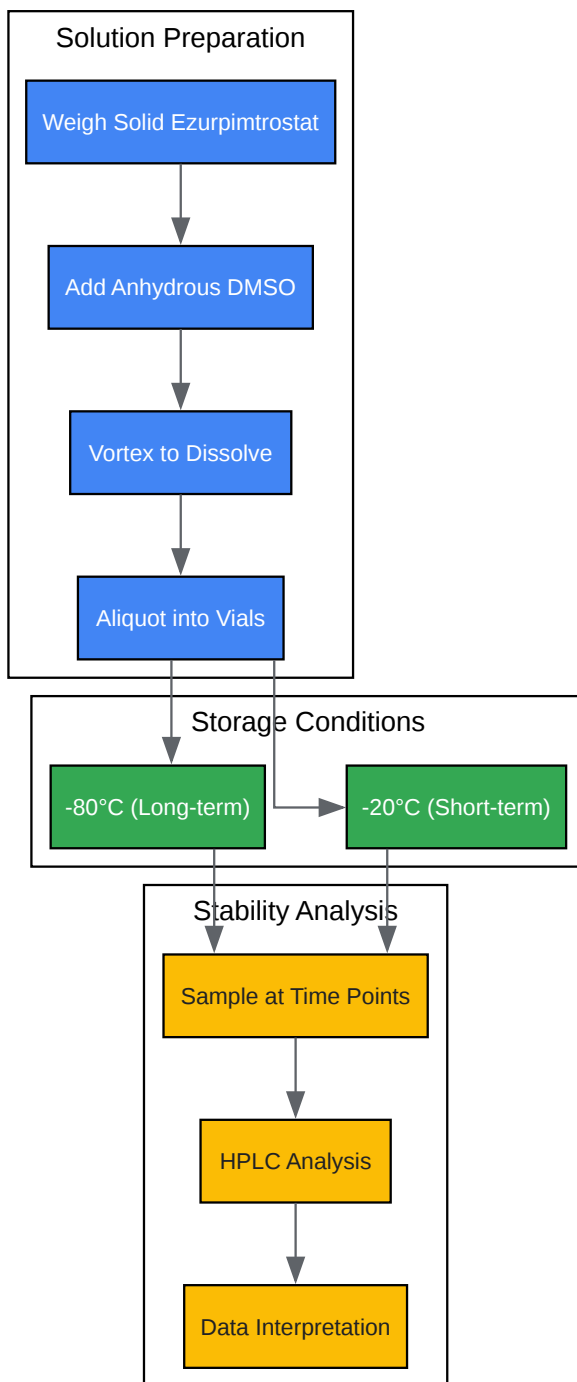 Solution Preparation
Weigh Solid Ezurpimtrostat
Add Anhydrous DMSO
Vortex to Dissolve
Aliquot into Vials
Storage Conditions
-80°C (Long-term)
-20°C (Short-term)
Stability Analysis
Sample at Time Points
HPLC Analysis
Data Interpretation